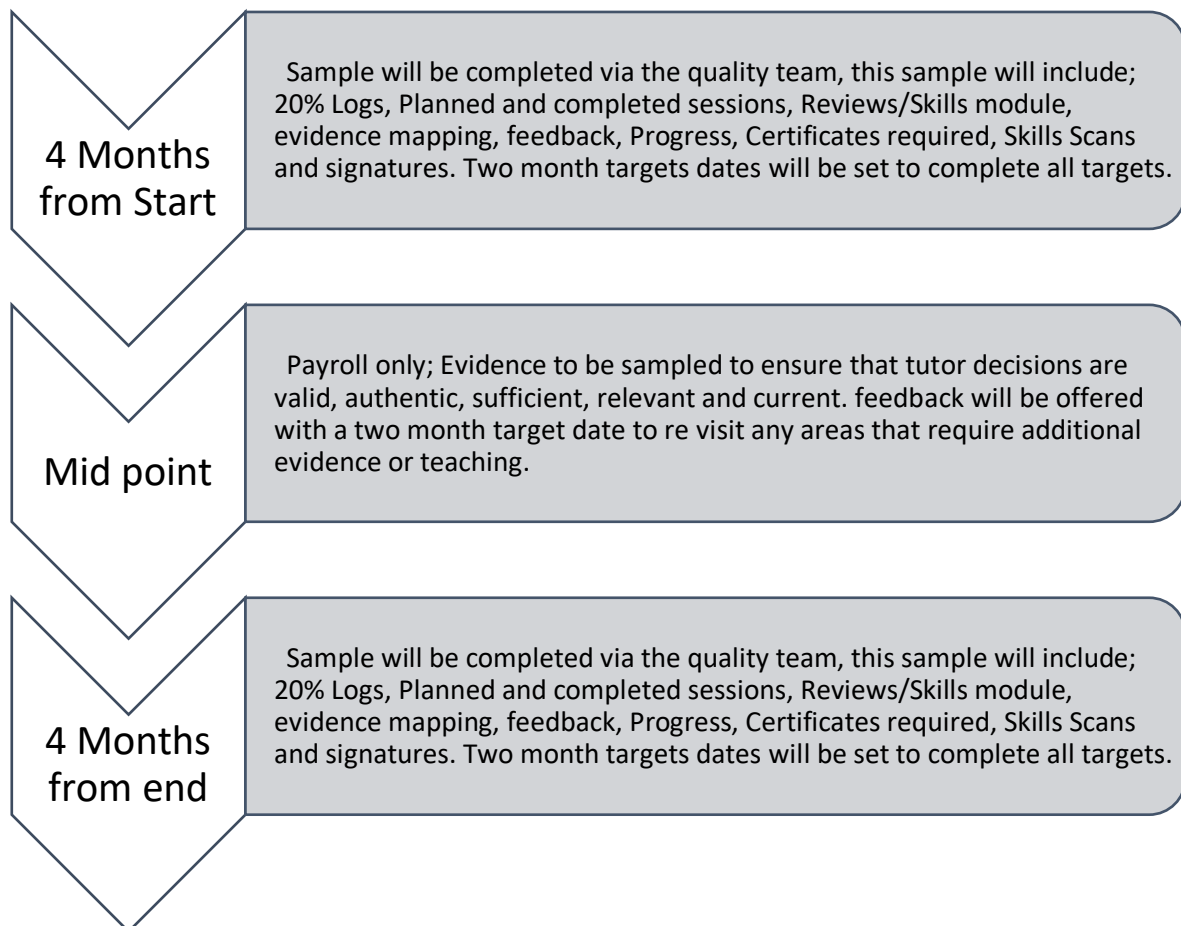 4 Months
from Start
Sample will be completed via the quality team, this sample will include;
20% Logs, Planned and completed sessions, Reviews/Skills module,
evidence mapping, feedback, Progress, Certificates required, Skills Scans
and signatures. Two month targets dates will be set to complete all targets.
Mid point
Payroll only; Evidence to be sampled to ensure that tutor decisions are
valid, authentic, sufficient, relevant and current. feedback will be offered
with a two month target date to re visit any areas that require additional
evidence or teaching.
4 Months
from end
Sample will be completed via the quality team, this sample will include;
20% Logs, Planned and completed sessions, Reviews/Skills module,
evidence mapping, feedback, Progress, Certificates required, Skills Scans
and signatures. Two month targets dates will be set to complete all targets.